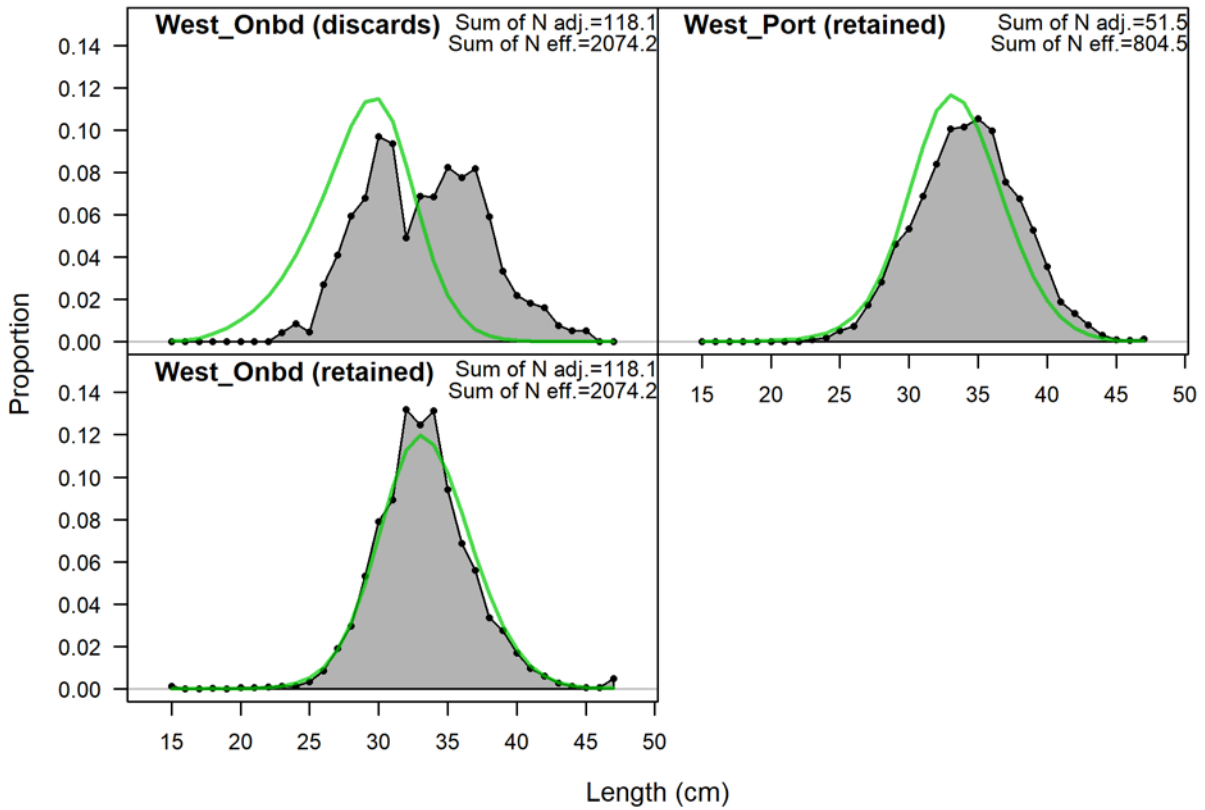 West_Onbd (discards)
Sum of N adj.=118.1
Sum of N eff.=2074.2
West_Port (retained)
Sum of N adj.=51.5
Sum of N eff.=804.5
0.14
0.12
0.10
0.08
0.06
0.04
0.02
0.00
Proportion
West_Onbd (retained)
Sum of N adj.=118.1
Sum of N eff.=2074.2
0.14
0.12
0.10
0.08
0.06
0.04
0.02
0.00
15 20 25 30 35 40 45 50
15 20 25 30 35 40 45 50
Length (cm)